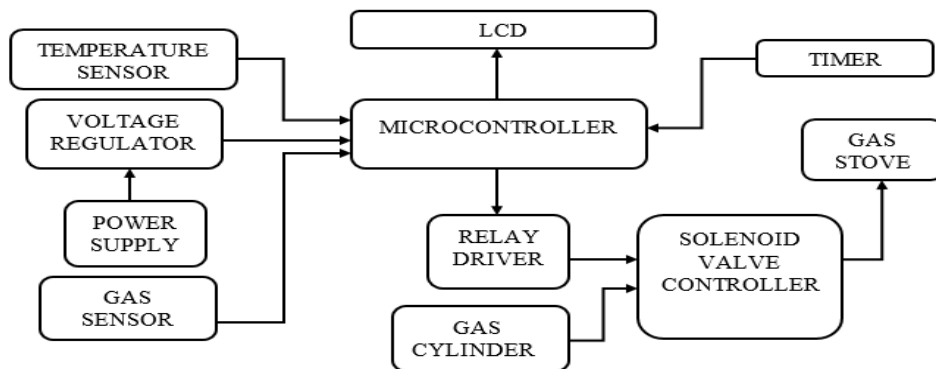 LCD
TEMPERATURE
SENSOR
TIMER
VOLTAGE
REGULATOR
MICROCONTROLLER
GAS
STOVE
POWER
SUPPLY
RELAY
DRIVER
SOLENOID
VALVE
CONTROLLER
GAS
SENSOR
GAS
CYLINDER